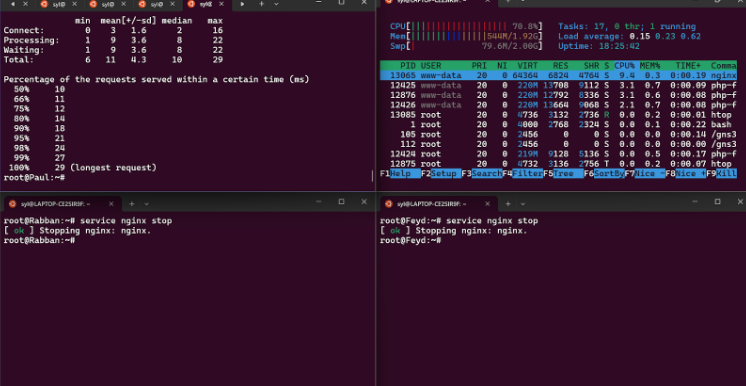 syl@ syl@ syl@ syl@
min mean[+/-sd] median max
Connect: 0 3 1.6 2 16
Processing: 1 9 3.6 8 22
Waiting: 1 9 3.6 8 22
Total: 6 11 4.3 10 29
Percentage of the requests served within a certain time (ms)
50% 10
66% 11
75% 12
80% 14
90% 18
95% 21
98% 24
99% 27
100% 29 (longest request)
root@Paul:~#
syl@LAPTOP-CE2SIR9F: ~
CPU[||||||||||||||||||| 70.8%] Tasks: 17, 0 thr; 1 running
Mem[|||||||||||||||544M/1.92G] Load average: 0.15 0.23 0.62
Swp[| 79.6M/2.00G] Uptime: 18:25:42
PID USER PRI NI VIRT RES SHR S CPU% MEM% TIME+ Comma
13065 www-data 20 0 64364 6824 4764 S 9.4 0.3 0:00.19 nginx
12425 www-data 20 0 220M 13708 9112 S 3.1 0.7 0:00.09 php-f
12876 www-data 20 0 220M 12792 8336 S 3.1 0.6 0:00.08 php-f
12426 www-data 20 0 220M 13664 9068 S 2.1 0.7 0:00.08 php-f
13085 root 20 0 4736 3132 2736 R 0.0 0.2 0:00.01 htop
1 root 20 0 4000 2768 2324 S 0.0 0.1 0:00.22 bash
105 root 20 0 2456 0 0 S 0.0 0.0 0:00.14 /gns3
112 root 20 0 2456 0 0 S 0.0 0.0 0:00.00 /gns3
12424 root 20 0 219M 9128 5136 S 0.0 0.5 0:00.17 php-f
12875 root 20 0 4732 3136 2756 T 0.0 0.2 0:00.07 htop
F1Help F2Setup F3SearchF4FilterF5Tree F6SortByF7Nice -F8Nice +F9Kill
syl@LAPTOP-CE2SIR9F: ~
root@Rabban:~# service nginx stop
[ ok ] Stopping nginx: nginx.
root@Rabban:~#
syl@LAPTOP-CE2SIR9F: ~
root@Feyd:~# service nginx stop
[ ok ] Stopping nginx: nginx.
root@Feyd:~#